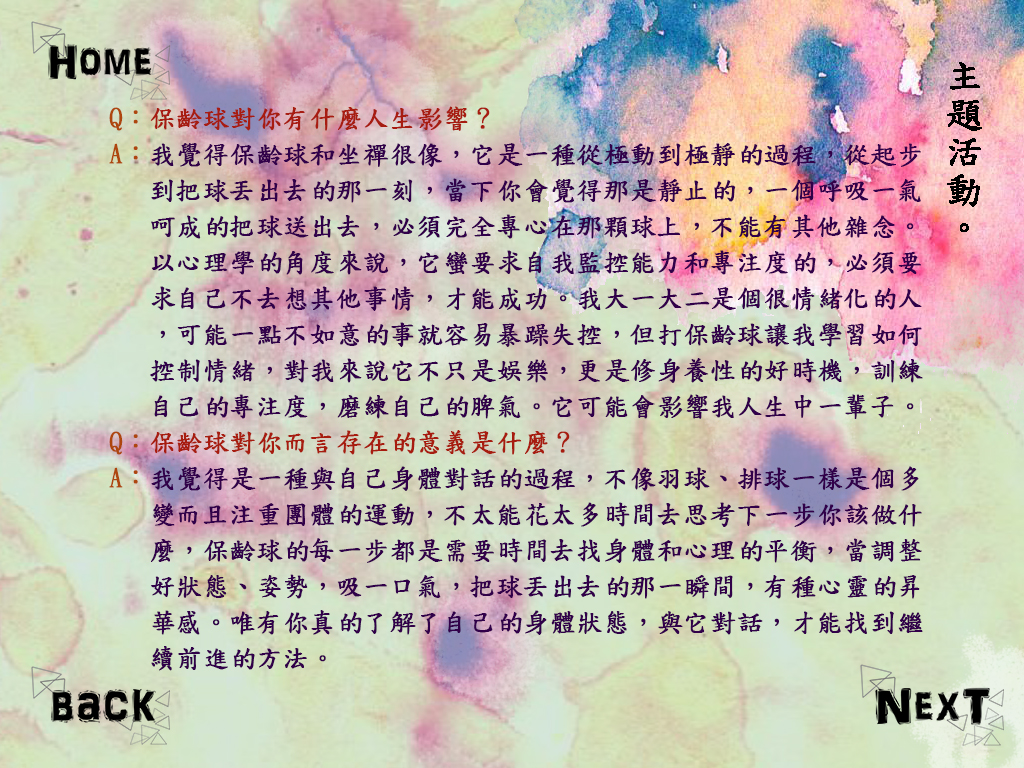 HOME
主題活動。
Q：保齡球對你有什麼人生影響？
A：我覺得保齡球和坐禪很像，它是一種從極動到極靜的過程，從起步
到把球丟出去的那一刻，當下你會覺得那是靜止的，一個呼吸一氣
呵成的把球送出去，必須完全專心在那顆球上，不能有其他雜念。
以心理學的角度來說，它蠻要求自我監控能力和專注度的，必須要
求自己不去想其他事情，才能成功。我大一大二是個很情緒化的人
，可能一點不如意的事就容易暴躁失控，但打保齡球讓我學習如何
控制情緒，對我來說它不只是娛樂，更是修身養性的好時機，訓練
自己的專注度，磨練自己的脾氣。它可能會影響我人生中一輩子。
Q：保齡球對你而言存在的意義是什麼？
A：我覺得是一種與自己身體對話的過程，不像羽球、排球一樣是個多
變而且注重團體的運動，不太能花太多時間去思考下一步你該做什
麼，保齡球的每一步都是需要時間去找身體和心理的平衡，當調整
好狀態、姿勢，吸一口氣，把球丟出去的那一瞬間，有種心靈的昇
華感。唯有你真的了解了自己的身體狀態，與它對話，才能找到繼
續前進的方法。
BaCK
NEXT